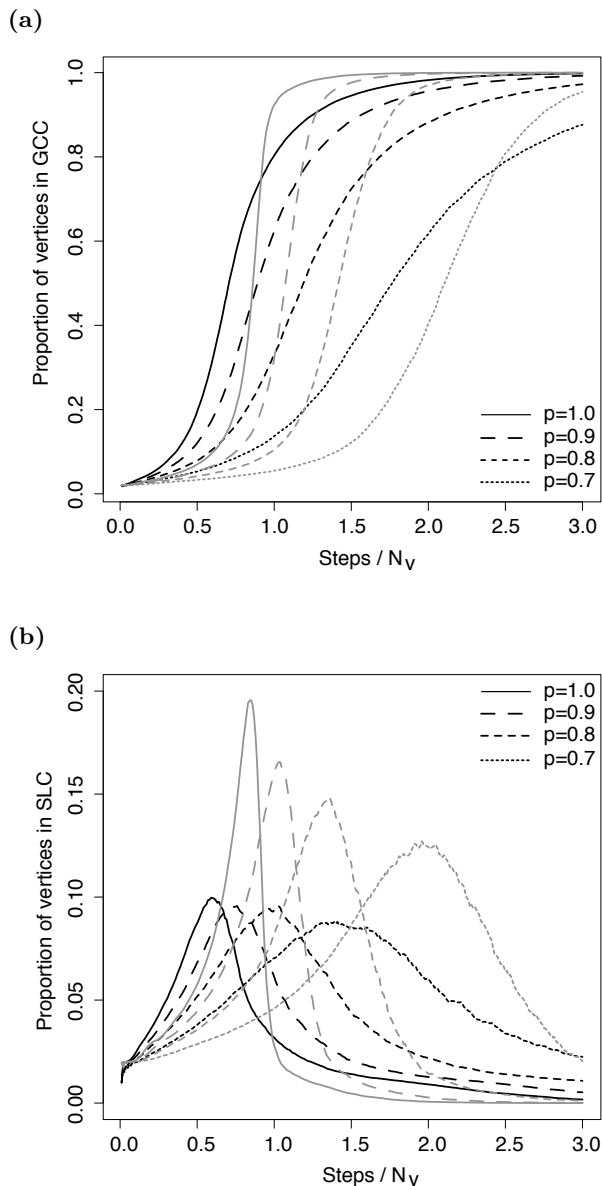 (a)
Proportion of vertices in GCC
1.0
0.8
0.6
0.4
0.2
0.0
p=1.0
p=0.9
p=0.8
p=0.7
0.0 0.5 1.0 1.5 2.0 2.5 3.0
Steps / NV
(b)
Proportion of vertices in SLC
0.20
0.15
0.10
0.05
0.00
p=1.0
p=0.9
p=0.8
p=0.7
0.0 0.5 1.0 1.5 2.0 2.5 3.0
Steps / NV